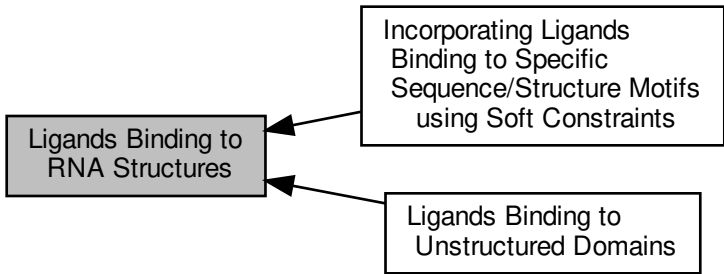 Ligands Binding to
RNA Structures
Incorporating Ligands
Binding to Specific
Sequence/Structure Motifs
using Soft Constraints
Ligands Binding to
Unstructured Domains